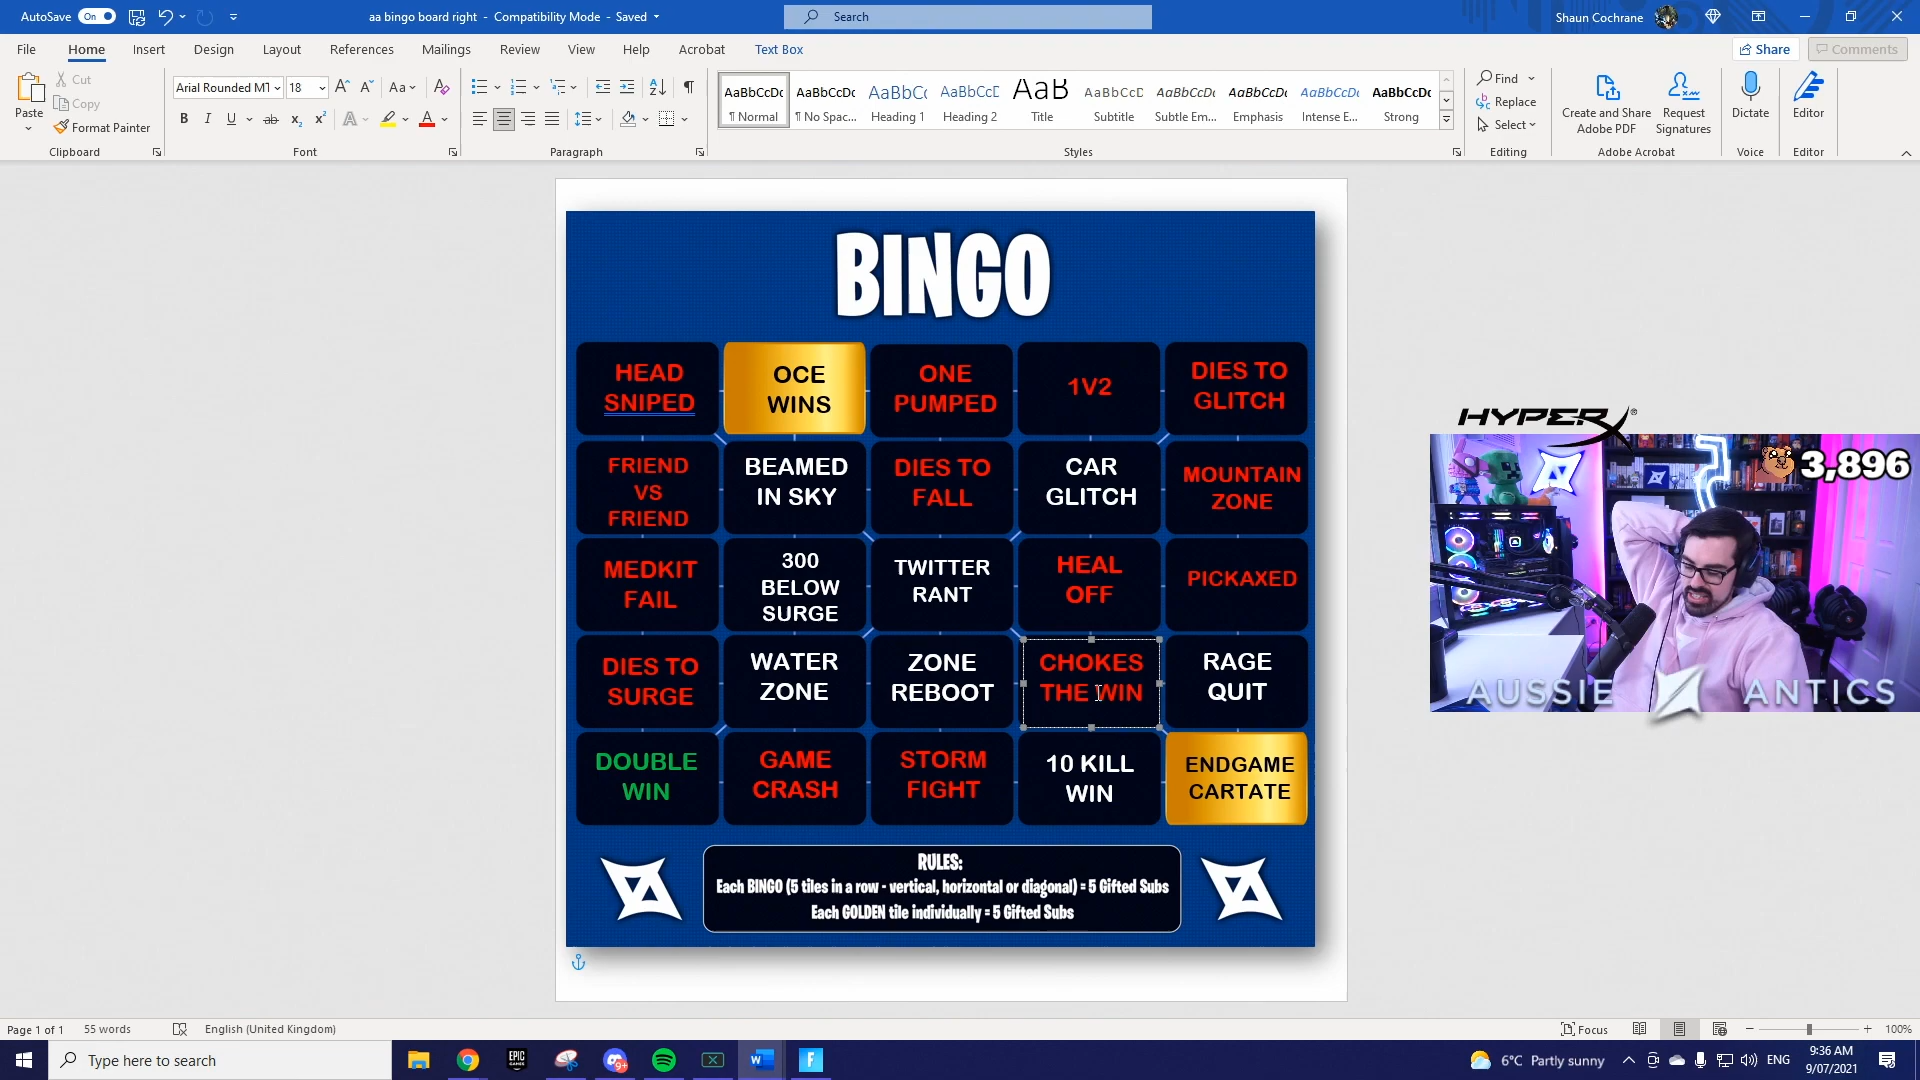 AutoSave On
aa bingo board right - Compatibility Mode - Saved
Search
Shaun Cochrane
File Home Insert Design Layout References Mailings Review View Help Acrobat Text Box
Share Comments
Paste
Cut
Copy
Format Painter
Clipboard
Arial Rounded MT 18
Font
Paragraph
AaBbCcDc AaBbCcDc AaBbCc AaBbCcD AaB AaBbCcD AaBbCcDc AaBbCcDc AaBbCcDc AaBbCcDc
¶ Normal ¶ No Spac... Heading 1 Heading 2 Title Subtitle Subtle Em... Emphasis Intense E... Strong
Styles
Find
Replace
Select
Editing
Create and Share
Adobe PDF
Request
Signatures
Adobe Acrobat
Dictate
Voice
Editor
Editor
BINGO
HEAD
SNIPED
OCE
WINS
ONE
PUMPED
1V2
DIES TO
GLITCH
FRIEND
VS
FRIEND
BEAMED
IN SKY
DIES TO
FALL
CAR
GLITCH
MOUNTAIN
ZONE
MEDKIT
FAIL
300
BELOW
SURGE
TWITTER
RANT
HEAL
OFF
PICKAXED
DIES TO
SURGE
WATER
ZONE
ZONE
REBOOT
CHOKES
THE WIN
RAGE
QUIT
DOUBLE
WIN
GAME
CRASH
STORM
FIGHT
10 KILL
WIN
ENDGAME
CARTATE
RULES:
Each BINGO (5 tiles in a row - vertical, horizontal or diagonal) = 5 Gifted Subs
Each GOLDEN tile individually = 5 Gifted Subs
HYPERX®
3,896
AUSSIE ANTICS
Page 1 of 1 55 words English (United Kingdom)
Focus
100%
Type here to search
EPIC GAMES
6°C Partly sunny
ENG
9:36 AM
9/07/2021